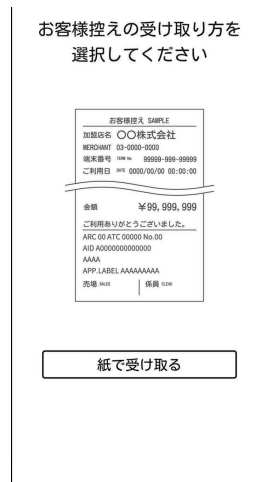 お客様控えの受け取り方を
選択してください
お客様控え SAMPLE
加盟店名 〇〇株式会社
MERCHANT 03-0000-0000
端末番号 TERM No. 99999-999-99999
ご利用日 DATE 0000/00/00 00:00:00
金額 ¥99,999,999
ご利用ありがとうございました。
ARC 00 ATC 00000 No.00
AID A0000000000000
AAAA
APP.LABEL AAAAAAAAA
売場 SALES 係員 CLERK
紙で受け取る